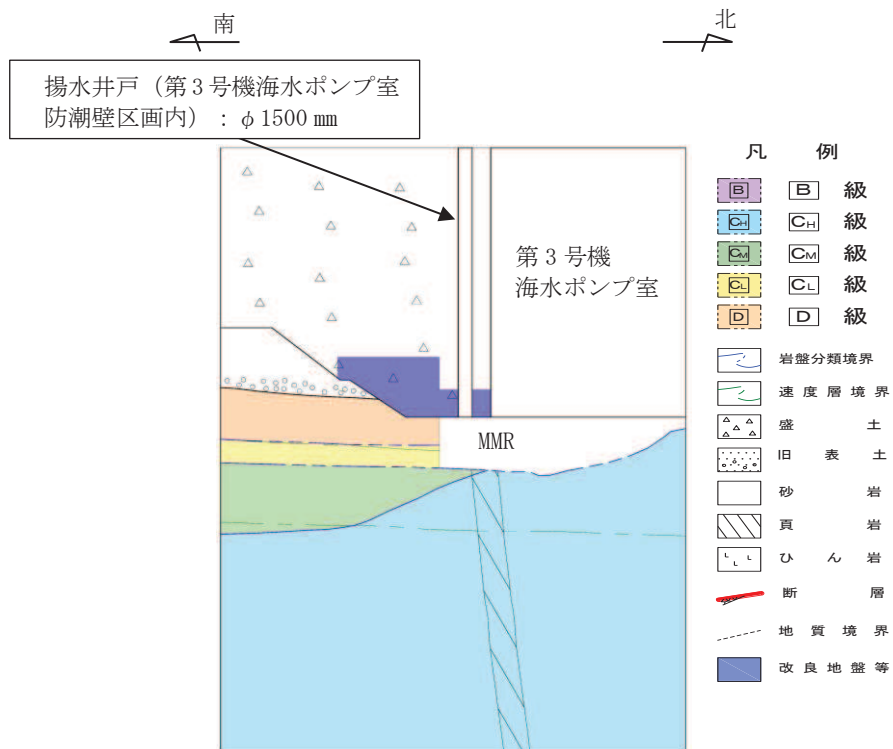 南
北
揚水井戸（第3号機海水ポンプ室
防潮壁区画内）：φ1500 ㎜
第3号機
海水ポンプ室
MMR
凡 例
B B 級
CH CH 級
CM CM 級
CL CL 級
D D 級
岩盤分類境界
速度層境界
盛土
旧表土
砂岩
頁岩
ひん岩
断層
地質境界
改良地盤等